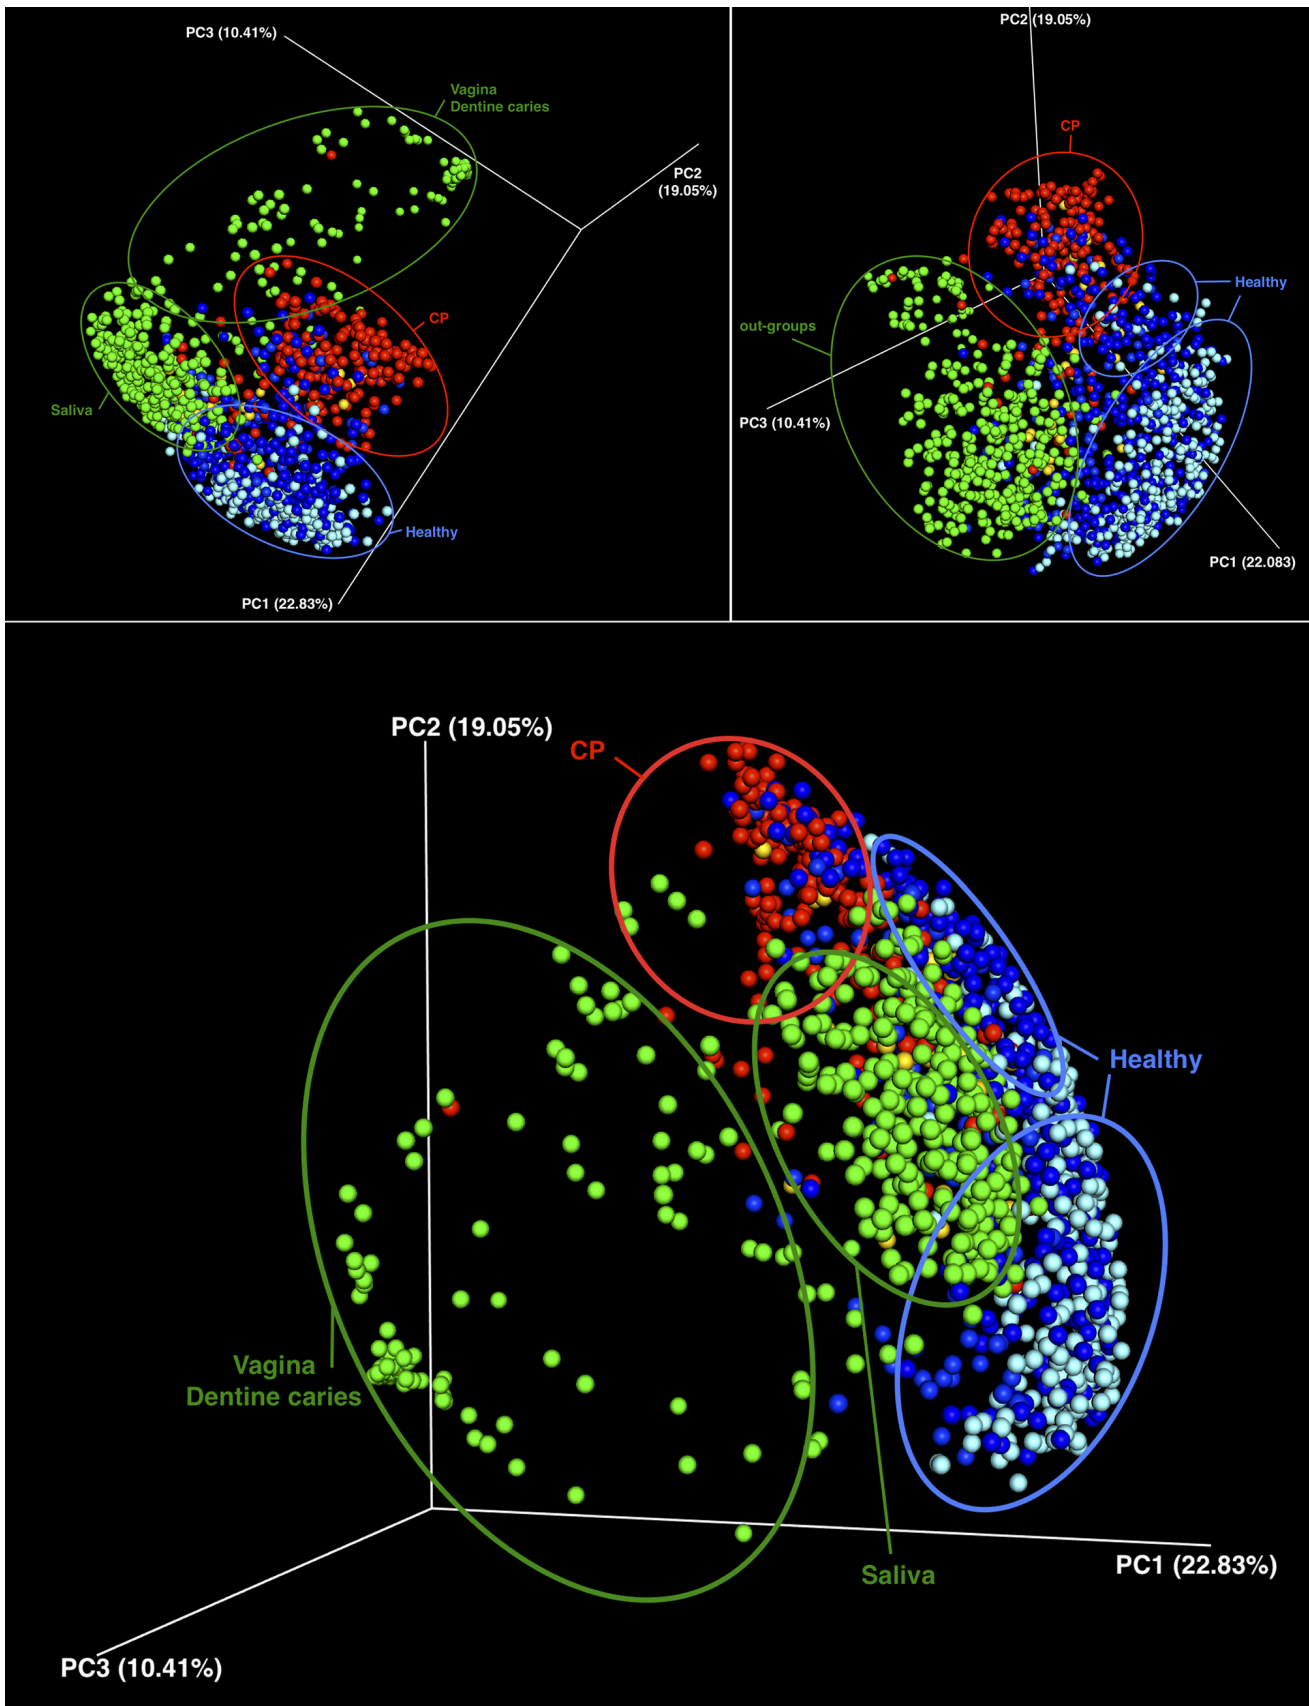 PC3 (10.41%)
Vagina
Dentine caries
PC2
(19.05%)
CP
Saliva
Healthy
PC1 (22.83%)
PC2 (19.05%)
CP
Healthy
out-groups
PC3 (10.41%)
PC1 (22.083)
PC2 (19.05%)
CP
Healthy
Vagina
Dentine caries
Saliva
PC1 (22.83%)
PC3 (10.41%)